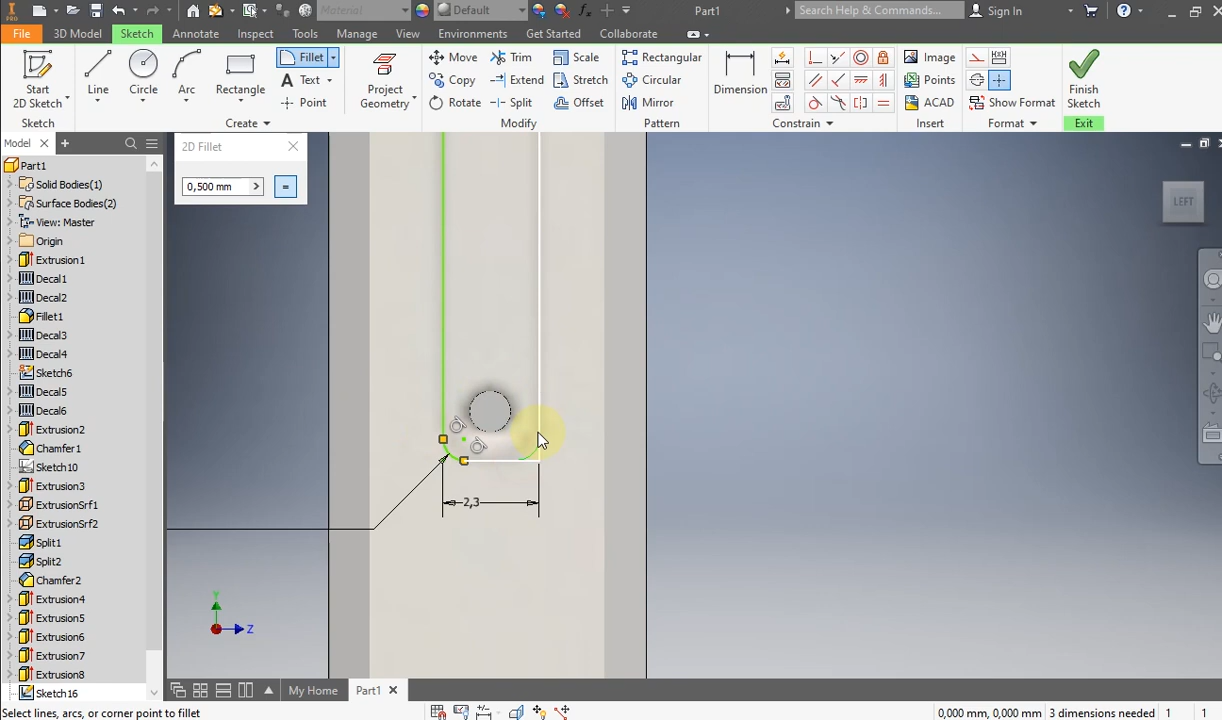 PRO
Material
Default
fx
Part1
Search Help & Commands...
Sign In
File
3D Model
Sketch
Annotate
Inspect
Tools
Manage
View
Environments
Get Started
Collaborate
Start
2D Sketch
Line
Circle
Arc
Rectangle
Fillet
Text
Point
Project
Geometry
Move
Copy
Rotate
Trim
Extend
Split
Scale
Stretch
Offset
Rectangular
Circular
Mirror
Dimension
Image
Points
ACAD
Show Format
Finish
Sketch
Sketch
Create
Modify
Pattern
Constrain
Insert
Format
Exit
Model
2D Fillet
0,500 mm
=
Part1
Solid Bodies(1)
Surface Bodies(2)
View: Master
Origin
Extrusion1
Decal1
Decal2
Fillet1
Decal3
Decal4
Sketch6
Decal5
Decal6
Extrusion2
Chamfer1
Sketch10
Extrusion3
ExtrusionSrf1
ExtrusionSrf2
Split1
Split2
Chamfer2
Extrusion4
Extrusion5
Extrusion6
Extrusion7
Extrusion8
Sketch16
LEFT
2,3
Y
Z
My Home
Part1
Select lines, arcs, or corner point to fillet
0,000 mm, 0,000 mm
3 dimensions needed
1
1